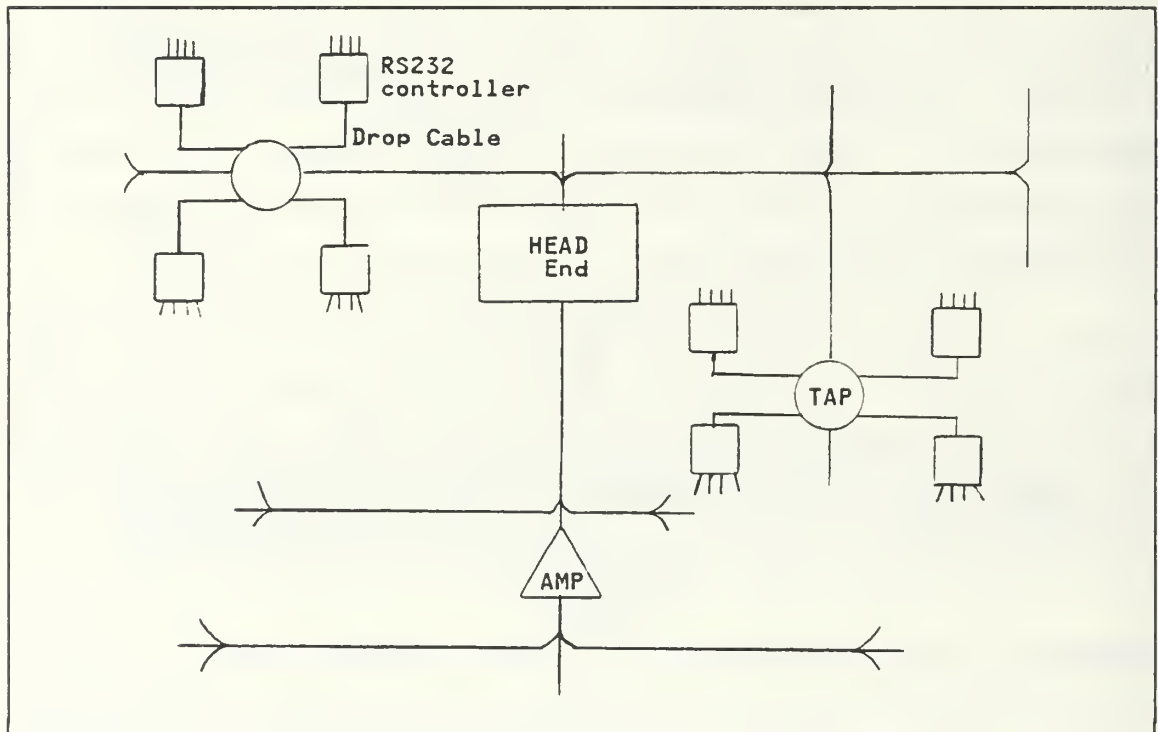 RS232
controller
Drop Cable
HEAD
End
TAP
AMP